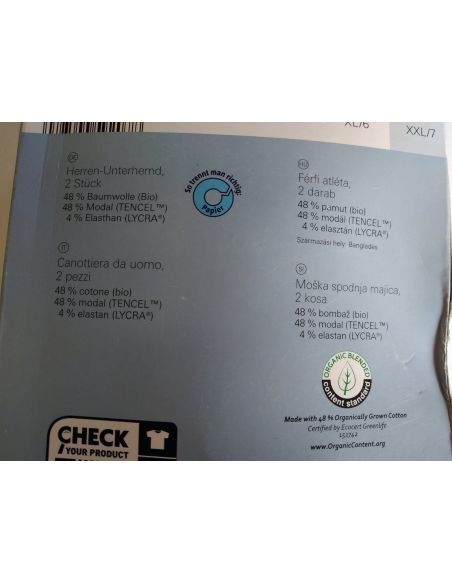 XL/6
XXL/7
DE
Herren-Unterhemd,
2 Stück
48 % Baumwolle (Bio)
48 % Modal (TENCEL™)
4 % Elasthan (LYCRA®)
So trennt man richtig:
Papier
HU
Férfi atléta,
2 darab
48 % pamut (bio)
48 % modál (TENCEL™)
4 % elasztán (LYCRA®)
Származási hely: Banglades
IT
Canottiera da uomo,
2 pezzi
48 % cotone (bio)
48 % modal (TENCEL™)
4 % elastan (LYCRA®)
SI
Moška spodnja majica,
2 kosa
48 % bombaž (bio)
48 % modal (TENCEL™)
4 % elastan (LYCRA®)
ORGANIC BLENDED
content standard
Made with 48 % Organically Grown Cotton
Certified by Ecocert Greenlife
151742
www.OrganicContent.org
CHECK
YOUR PRODUCT